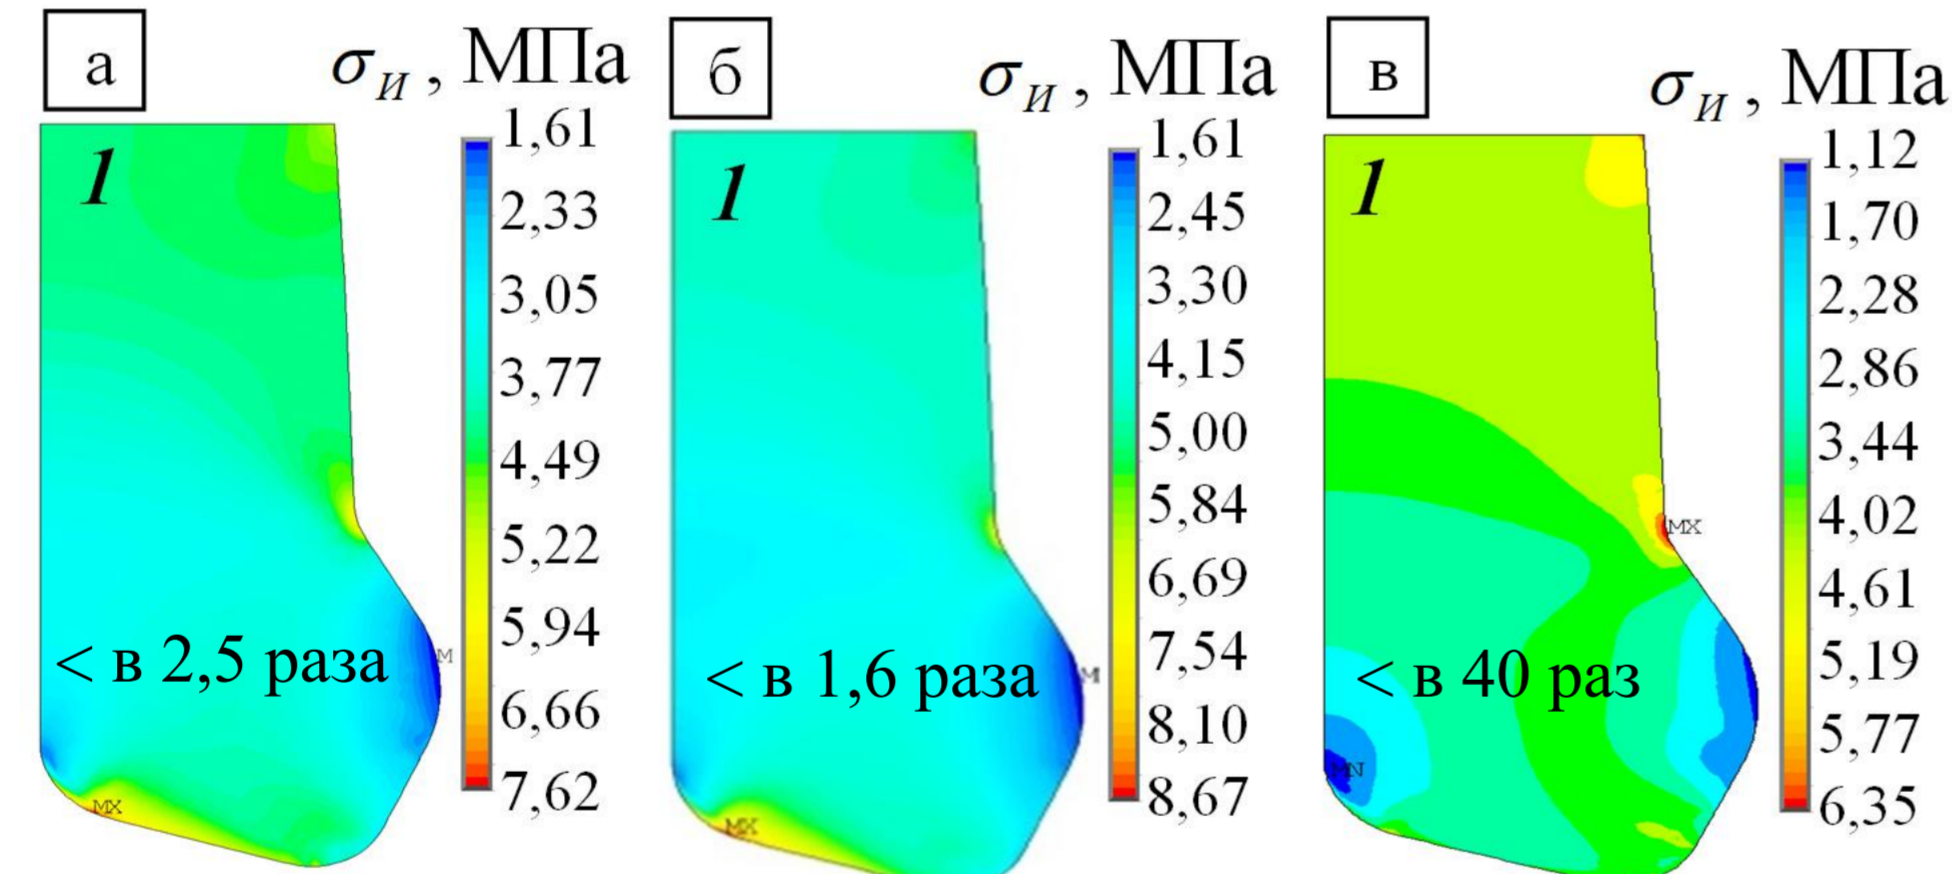 а
σИ, МПа
1
1,61
2,33
3,05
3,77
4,49
5,22
5,94
6,66
7,62
< в 2,5 раза
M
MX
б
σИ, МПа
1
1,61
2,45
3,30
4,15
5,00
5,84
6,69
7,54
8,10
8,67
< в 1,6 раза
M
MX
в
σИ, МПа
1
1,12
1,70
2,28
2,86
3,44
4,02
4,61
5,19
5,77
6,35
MX
< в 40 раз
MN